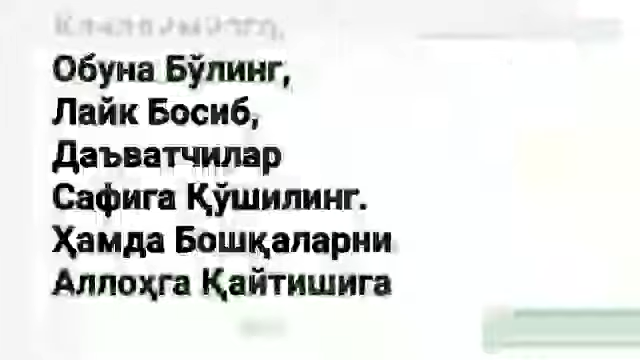 Обуна Бўлинг,
Лайк Босиб,
Даъватчилар
Сафига Қўшилинг.
Ҳамда Бошқаларни
Аллоҳга Қайтишига